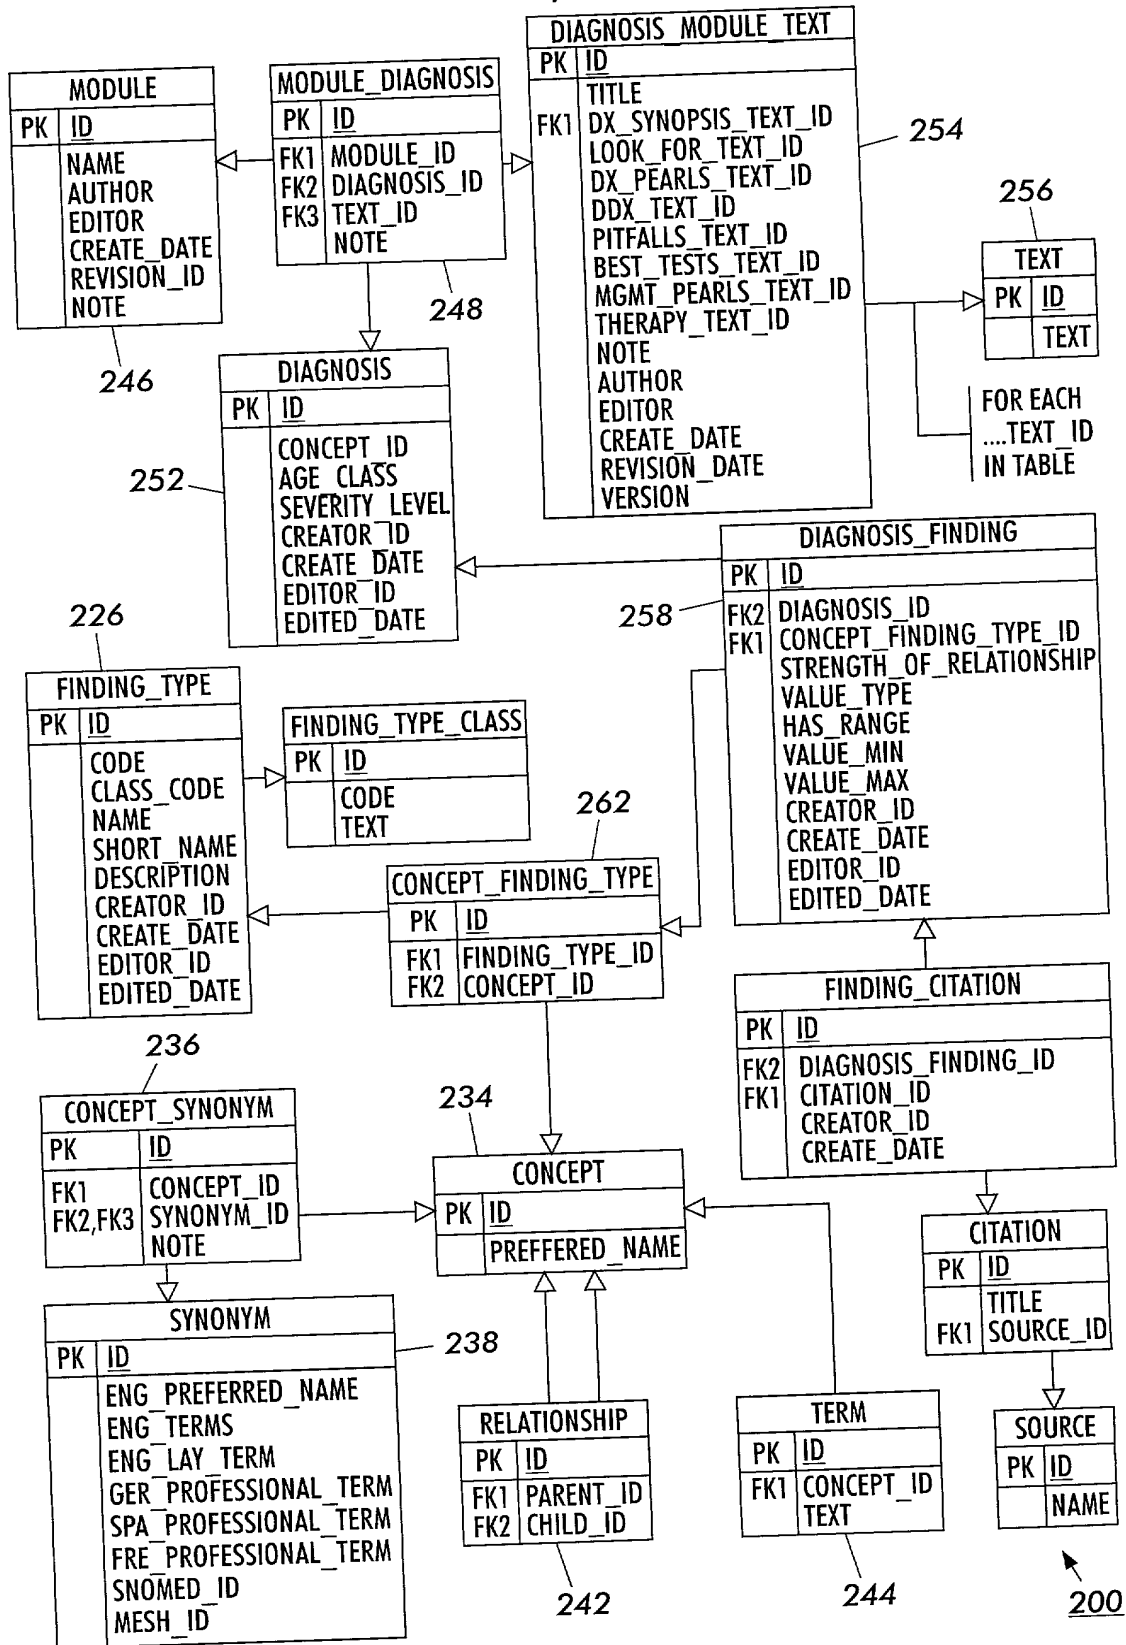 DIAGNOSIS_MODULE_TEXT
PK ID
TITLE
FK1 DX_SYNOPSIS_TEXT_ID
LOOK_FOR_TEXT_ID
DX_PEARLS_TEXT_ID
DDX_TEXT_ID
PITFALLS_TEXT_ID
BEST_TESTS_TEXT_ID
MGMT_PEARLS_TEXT_ID
THERAPY_TEXT_ID
NOTE
AUTHOR
EDITOR
CREATE_DATE
REVISION_DATE
VERSION
254
MODULE
PK ID
NAME
AUTHOR
EDITOR
CREATE_DATE
REVISION_ID
NOTE
246
MODULE_DIAGNOSIS
PK ID
FK1 MODULE_ID
FK2 DIAGNOSIS_ID
FK3 TEXT_ID
NOTE
248
256
TEXT
PK ID
TEXT
FOR EACH
....TEXT_ID
IN TABLE
DIAGNOSIS
PK ID
CONCEPT_ID
AGE_CLASS
SEVERITY_LEVEL
CREATOR_ID
CREATE_DATE
EDITOR_ID
EDITED_DATE
252
DIAGNOSIS_FINDING
PK ID
FK2 DIAGNOSIS_ID
FK1 CONCEPT_FINDING_TYPE_ID
STRENGTH_OF_RELATIONSHIP
VALUE_TYPE
HAS_RANGE
VALUE_MIN
VALUE_MAX
CREATOR_ID
CREATE_DATE
EDITOR_ID
EDITED_DATE
258
226
FINDING_TYPE
PK ID
CODE
CLASS_CODE
NAME
SHORT_NAME
DESCRIPTION
CREATOR_ID
CREATE_DATE
EDITOR_ID
EDITED_DATE
FINDING_TYPE_CLASS
PK ID
CODE
TEXT
262
CONCEPT_FINDING_TYPE
PK ID
FK1 FINDING_TYPE_ID
FK2 CONCEPT_ID
FINDING_CITATION
PK ID
FK2 DIAGNOSIS_FINDING_ID
FK1 CITATION_ID
CREATOR_ID
CREATE_DATE
236
CONCEPT_SYNONYM
PK ID
FK1 CONCEPT_ID
FK2,FK3 SYNONYM_ID
NOTE
234
CONCEPT
PK ID
PREFFERED_NAME
CITATION
PK ID
TITLE
FK1 SOURCE_ID
SYNONYM
PK ID
ENG_PREFERRED_NAME
ENG_TERMS
ENG_LAY_TERM
GER_PROFESSIONAL_TERM
SPA_PROFESSIONAL_TERM
FRE_PROFESSIONAL_TERM
SNOMED_ID
MESH_ID
238
RELATIONSHIP
PK ID
FK1 PARENT_ID
FK2 CHILD_ID
242
TERM
PK ID
FK1 CONCEPT_ID
TEXT
244
SOURCE
PK ID
NAME
200